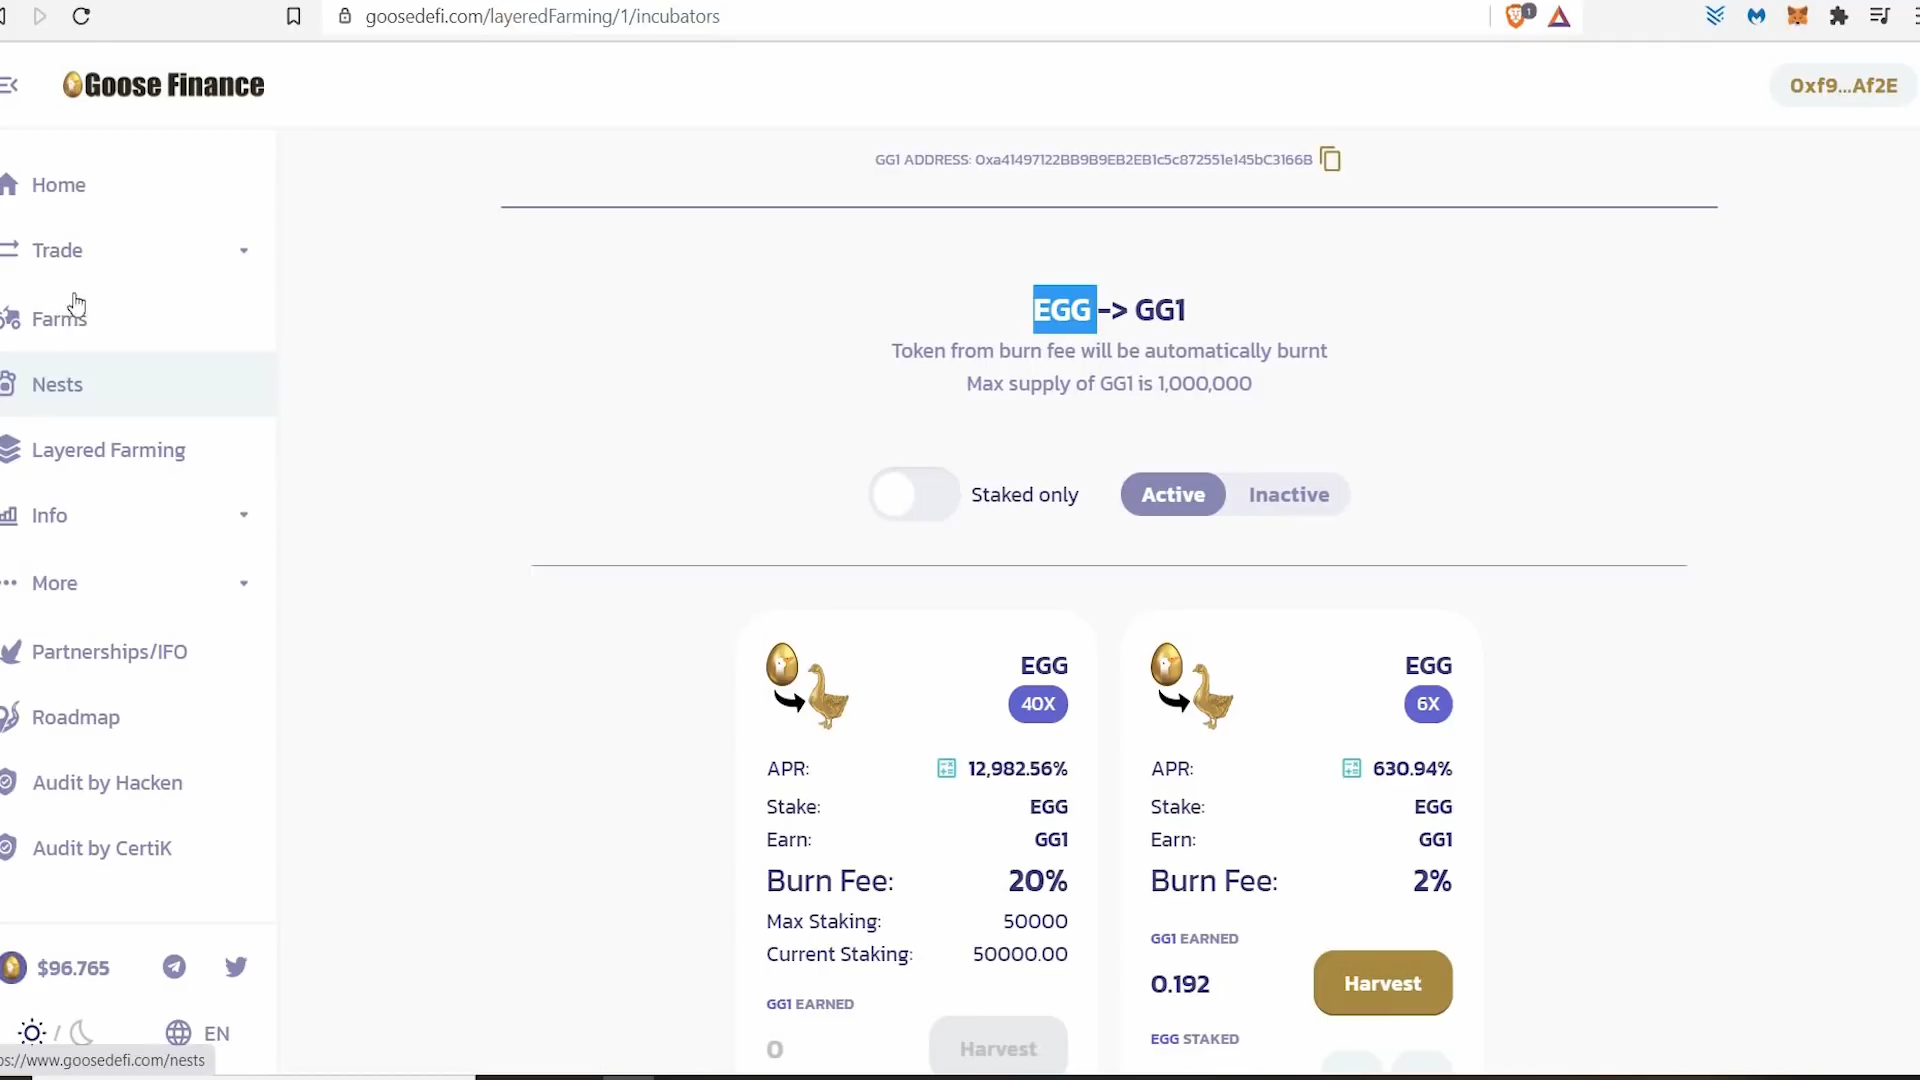 goosedefi.com/layeredFarming/1/incubators
1
Goose Finance
0xf9...Af2E
Home
Trade
Farms
Nests
Layered Farming
Info
More
Partnerships/IFO
Roadmap
Audit by Hacken
Audit by CertiK
$96.765
/
EN
ps://www.goosedefi.com/nests
GG1 ADDRESS: 0xa41497122BB9B9EB2EB1c5c872551e145bC3166B
EGG -> GG1
Token from burn fee will be automatically burnt
Max supply of GG1 is 1,000,000
Staked only
Active
Inactive
EGG
40X
APR: 12,982.56%
Stake: EGG
Earn: GG1
Burn Fee: 20%
Max Staking: 50000
Current Staking: 50000.00
GG1 EARNED
0
Harvest
EGG
6X
APR: 630.94%
Stake: EGG
Earn: GG1
Burn Fee: 2%
GG1 EARNED
0.192
Harvest
EGG STAKED